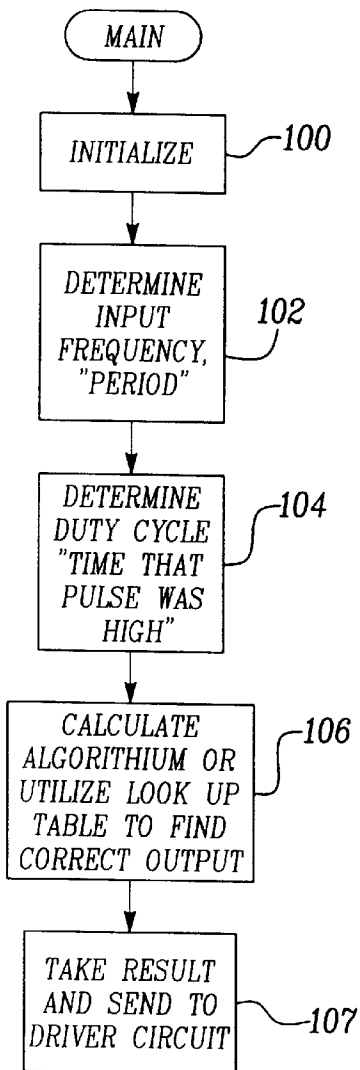 MAIN
INITIALIZE
100
DETERMINE
INPUT
FREQUENCY,
"PERIOD"
102
DETERMINE
DUTY CYCLE
"TIME THAT
PULSE WAS
HIGH"
104
CALCULATE
ALGORITHIUM OR
UTILIZE LOOK UP
TABLE TO FIND
CORRECT OUTPUT
106
TAKE RESULT
AND SEND TO
DRIVER CIRCUIT
107